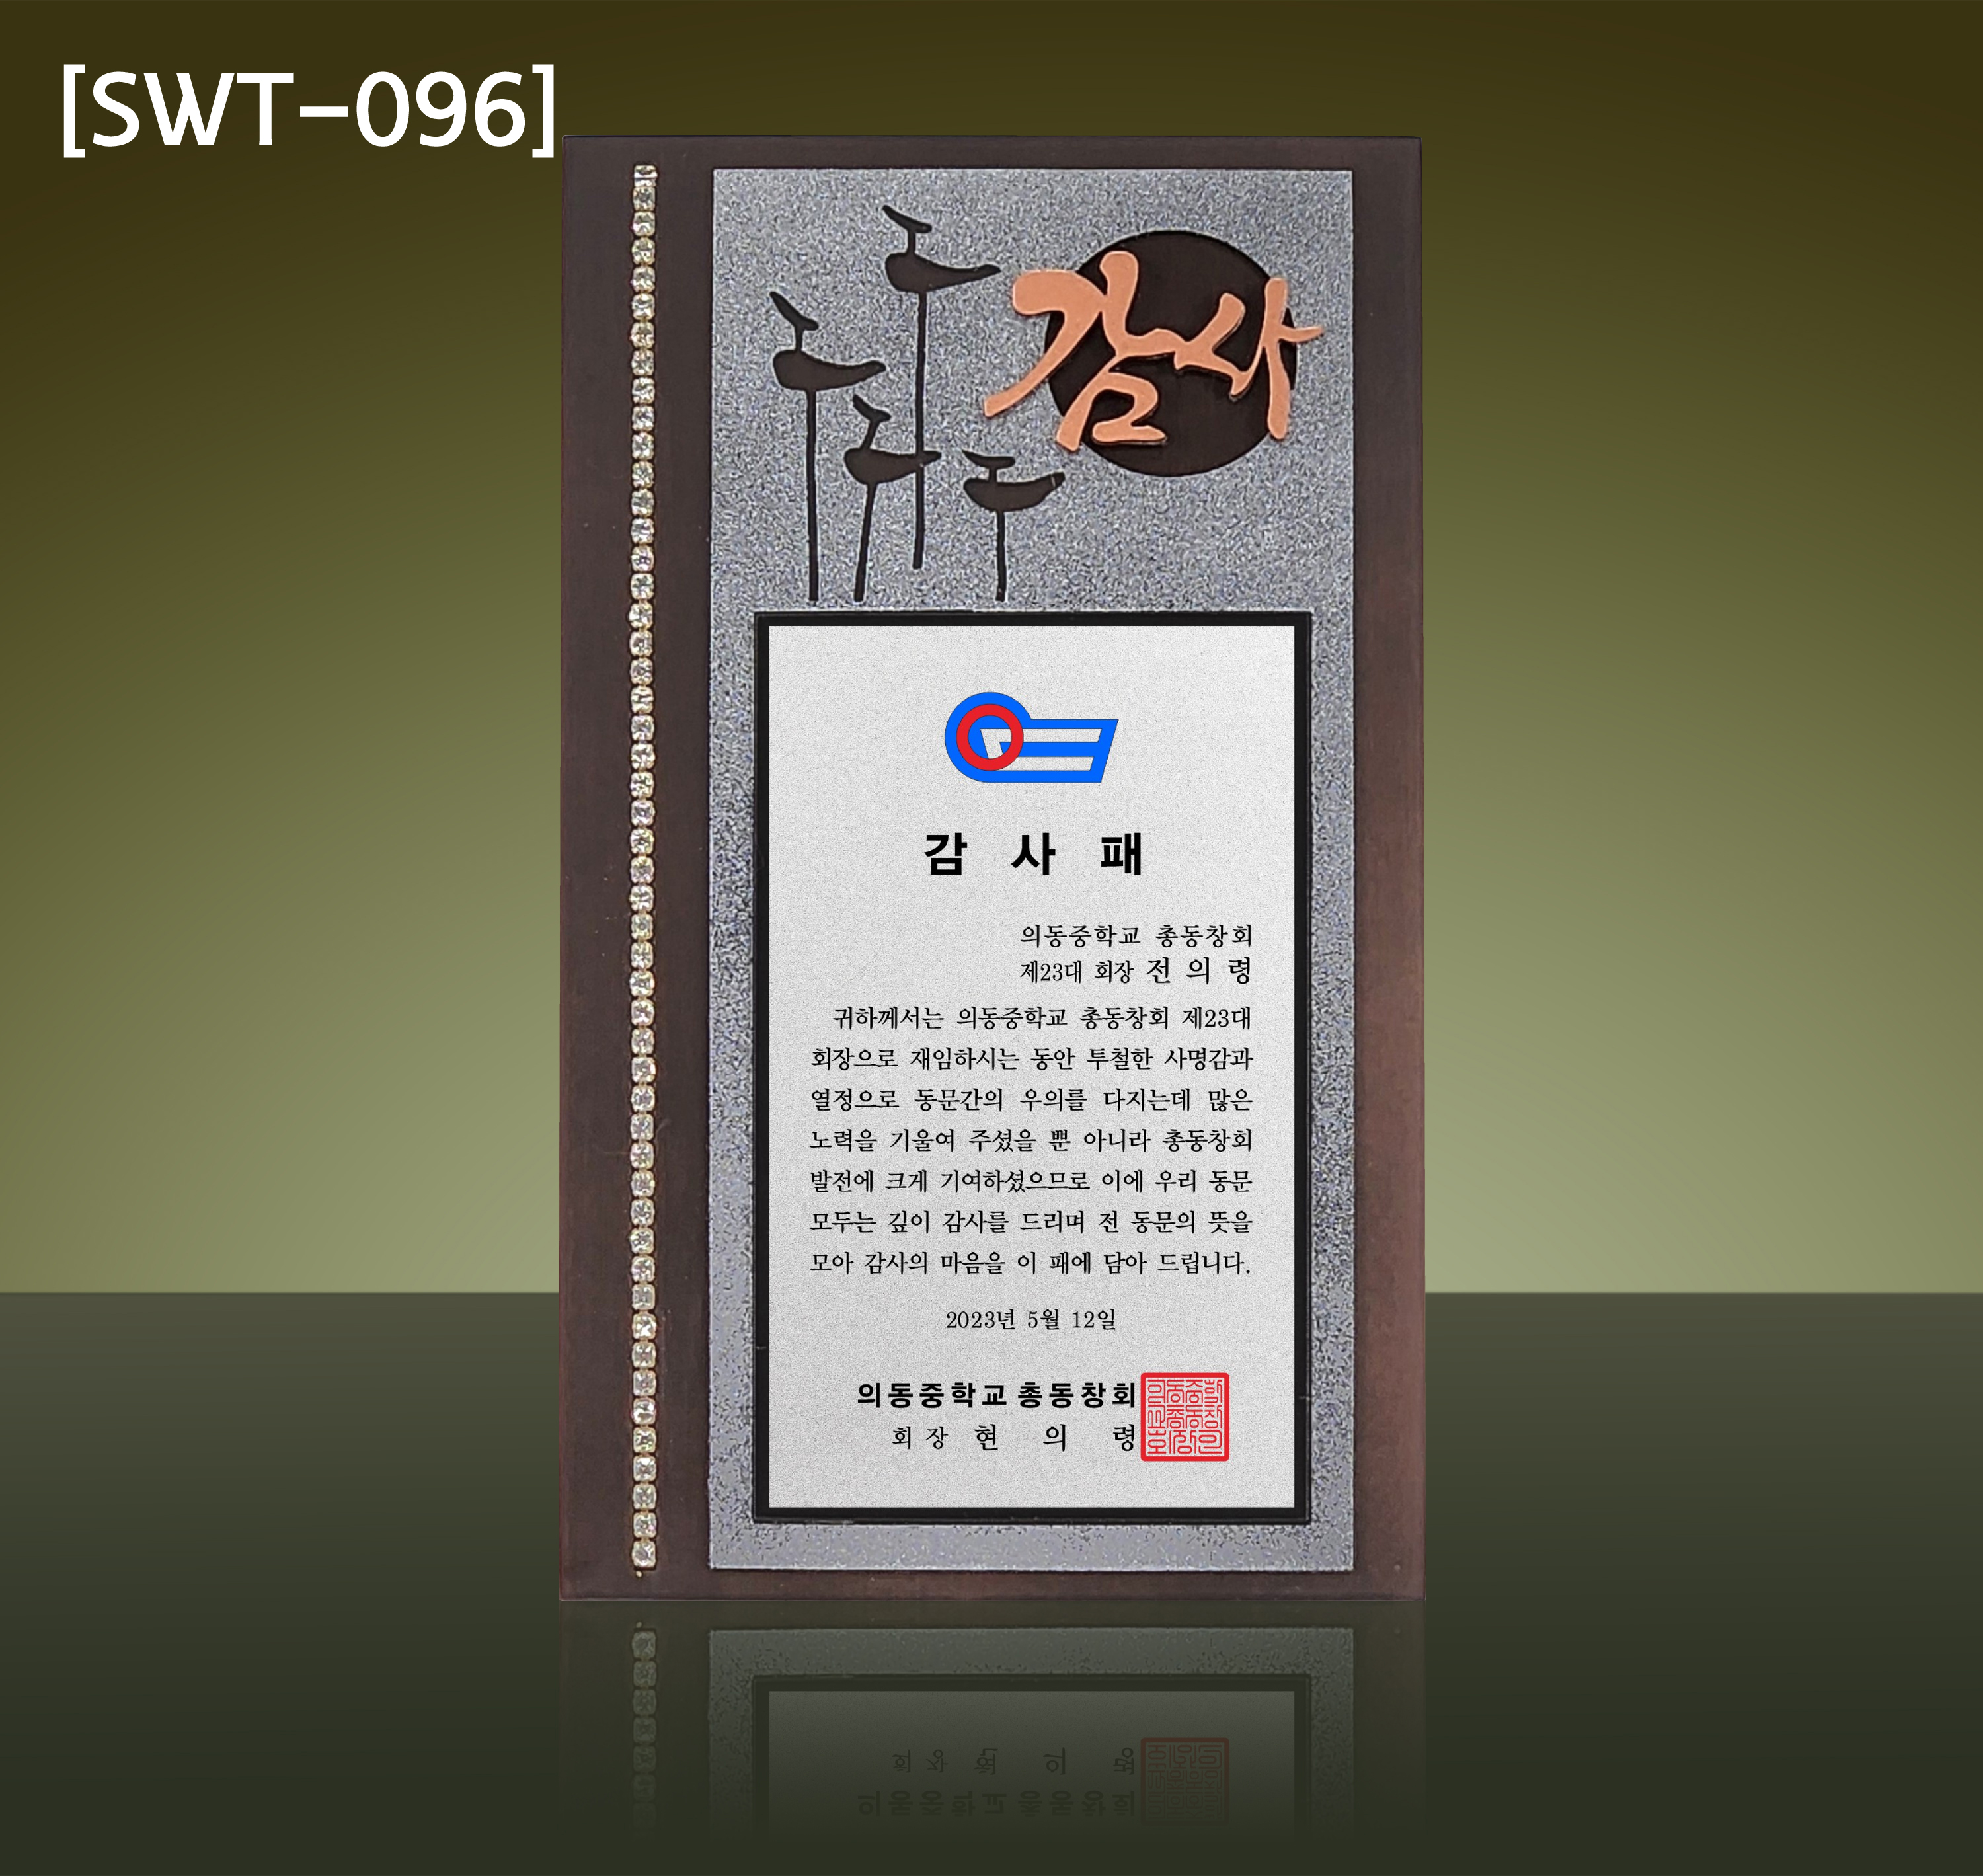 [SWT-096]
감사
감 사 패
의동중학교 총동창회
제23대 회장 전 의 령
귀하께서는 의동중학교 총동창회 제23대
회장으로 재임하시는 동안 투철한 사명감과
열정으로 동문간의 우의를 다지는데 많은
노력을 기울여 주셨을 뿐 아니라 총동창회
발전에 크게 기여하셨으므로 이에 우리 동문
모두는 깊이 감사를 드리며 전 동문의 뜻을
모아 감사의 마음을 이 패에 담아 드립니다.
2023년 5월 12일
의동중학교 총동창회
회 장 현 의 령